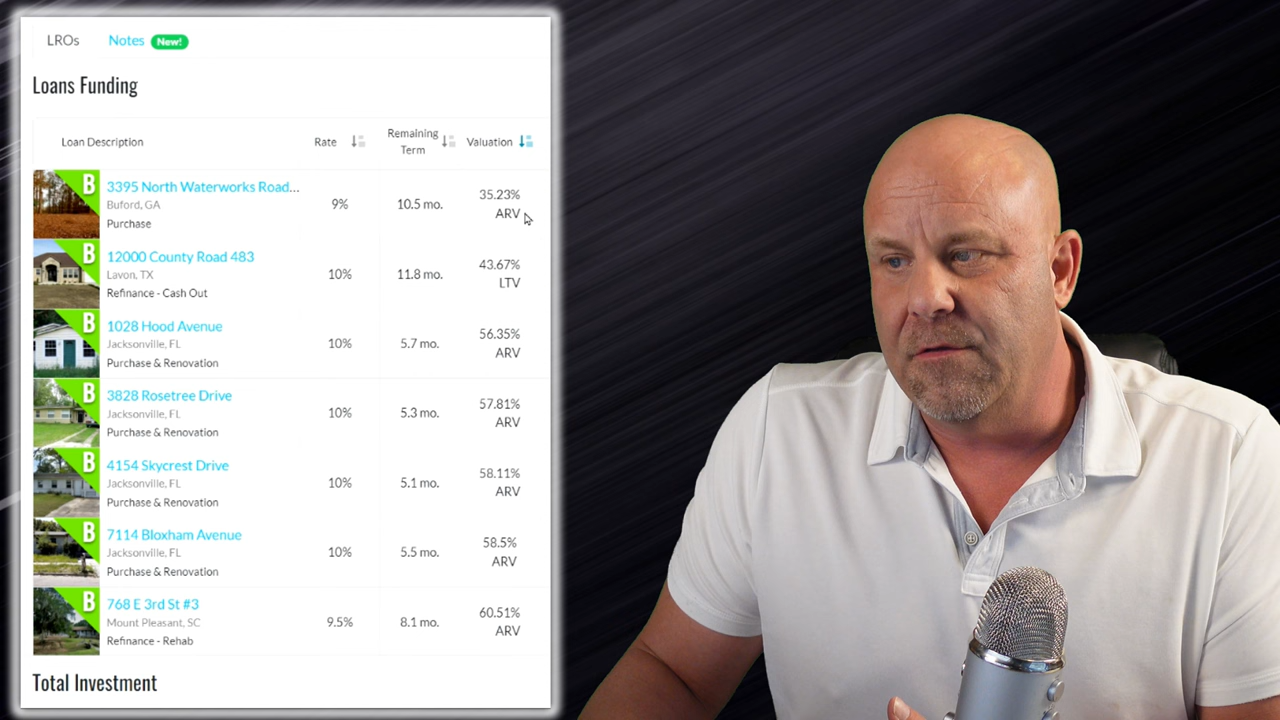 LROs Notes New!
Loans Funding
Loan Description Rate Remaining Term Valuation
B 3395 North Waterworks Road... 9% 10.5 mo. 35.23% ARV
Buford, GA
Purchase
B 12000 County Road 483 10% 11.8 mo. 43.67% LTV
Lavon, TX
Refinance - Cash Out
B 1028 Hood Avenue 10% 5.7 mo. 56.35% ARV
Jacksonville, FL
Purchase & Renovation
B 3828 Rosetree Drive 10% 5.3 mo. 57.81% ARV
Jacksonville, FL
Purchase & Renovation
B 4154 Skycrest Drive 10% 5.1 mo. 58.11% ARV
Jacksonville, FL
Purchase & Renovation
B 7114 Bloxham Avenue 10% 5.5 mo. 58.5% ARV
Jacksonville, FL
Purchase & Renovation
B 768 E 3rd St #3 9.5% 8.1 mo. 60.51% ARV
Mount Pleasant, SC
Refinance - Rehab
Total Investment